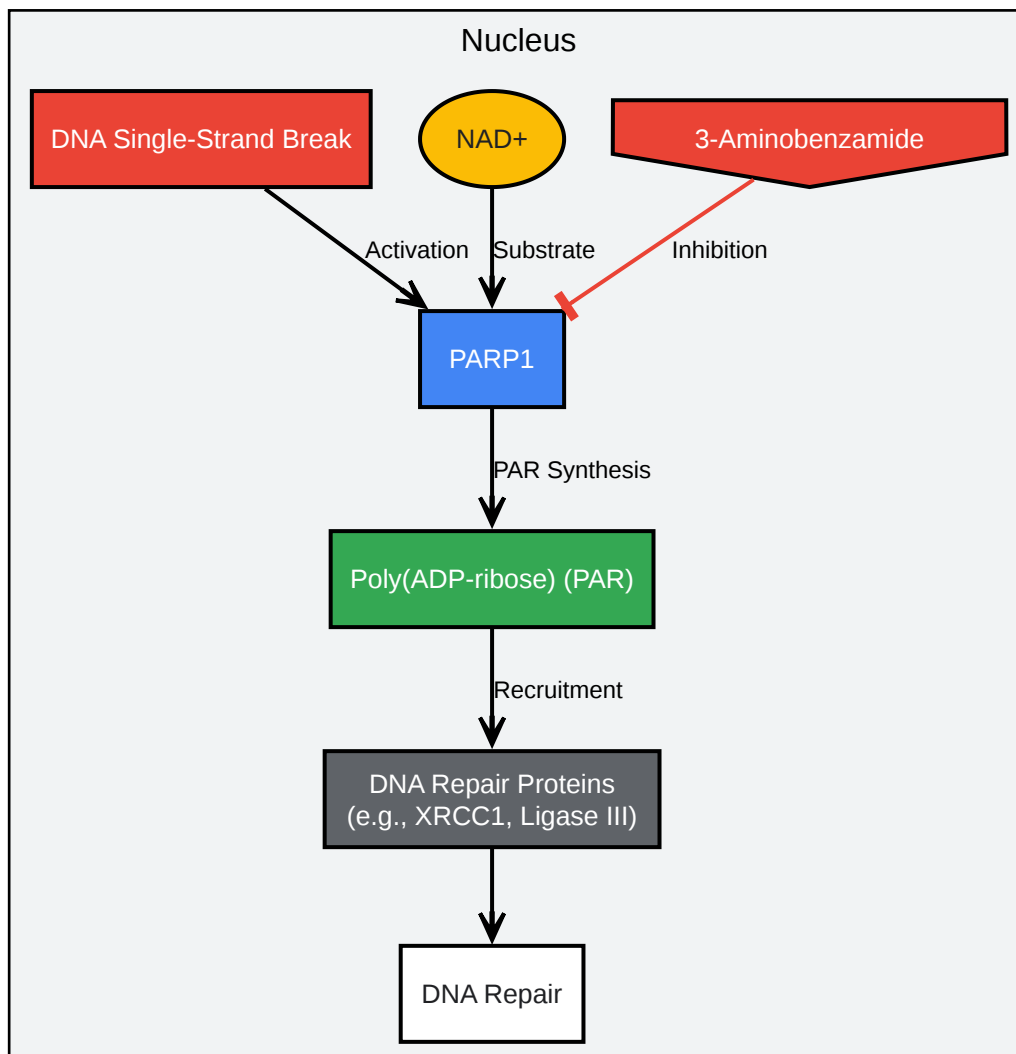 Nucleus
DNA Single-Strand Break
NAD+
3-Aminobenzamide
Activation
Substrate
Inhibition
PARP1
PAR Synthesis
Poly(ADP-ribose) (PAR)
Recruitment
DNA Repair Proteins
(e.g., XRCC1, Ligase III)
DNA Repair